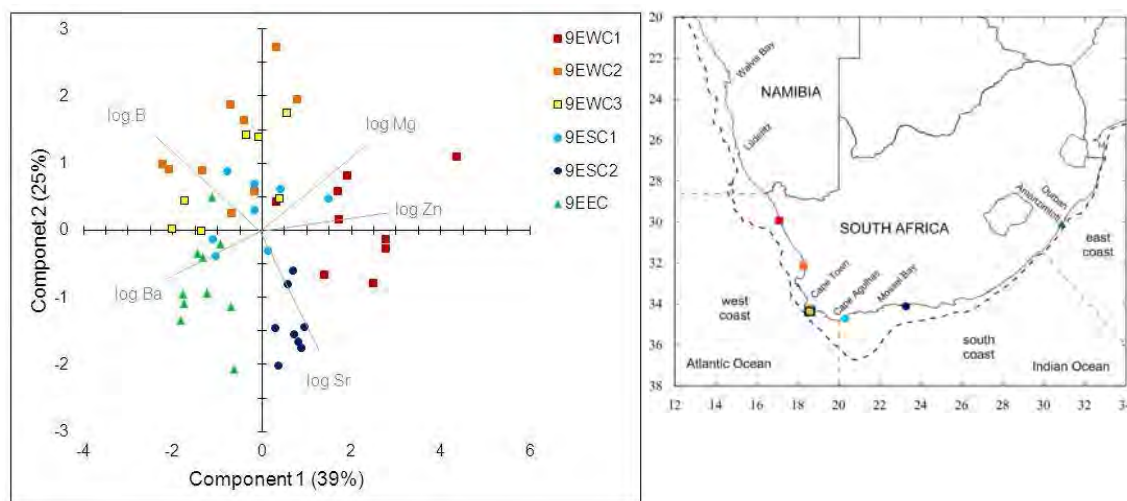 3
2
1
0
-1
-2
-3
-4
-2
0
2
4
6
Componet 2 (25%)
Component 1 (39%)
log B
log Mg
log Zn
log Ba
log Sr
9EWC1
9EWC2
9EWC3
9ESC1
9ESC2
9EEC
20
22
24
26
28
30
32
34
36
38
12
14
16
18
20
22
24
26
28
30
32
34
Walvis Bay
NAMIBIA
Lüderitz
SOUTH AFRICA
Durban
Amanzimtoti
east
coast
Cape Town
Cape Agulhas
Mossel Bay
west
coast
south
coast
Atlantic Ocean
Indian Ocean